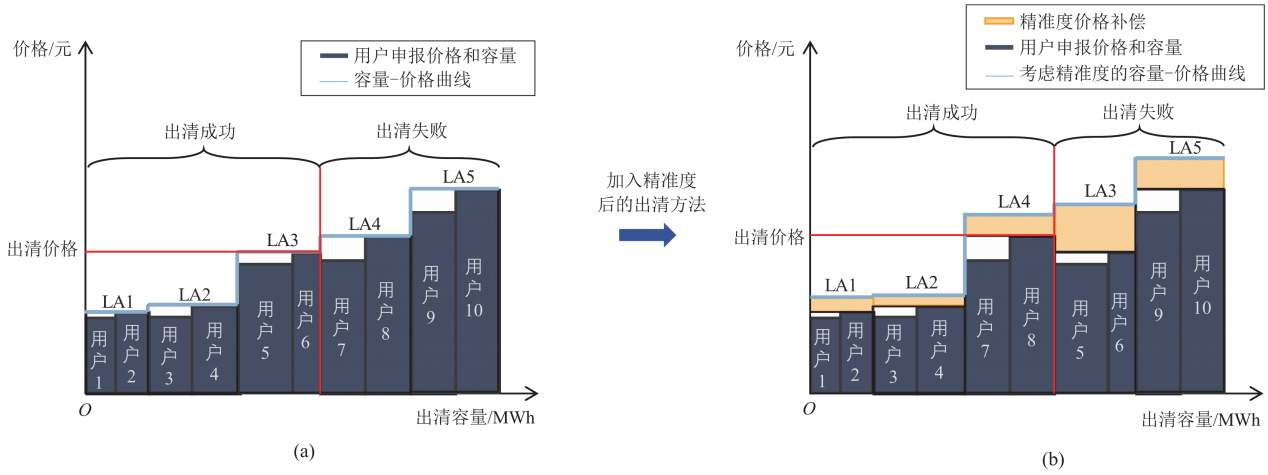 价格/元
用户申报价格和容量
容量-价格曲线
出清成功
出清失败
LA5
LA4
LA3
出清价格
LA1
LA2
用户1
用户2
用户3
用户4
用户5
用户6
用户7
用户8
用户9
用户10
O
出清容量/MWh
(a)
加入精准度
后的出清方法
价格/元
精准度价格补偿
用户申报价格和容量
考虑精准度的容量-价格曲线
出清成功
出清失败
LA5
LA4
LA3
出清价格
LA1
LA2
用户1
用户2
用户3
用户4
用户7
用户8
用户5
用户6
用户9
用户10
O
出清容量/MWh
(b)